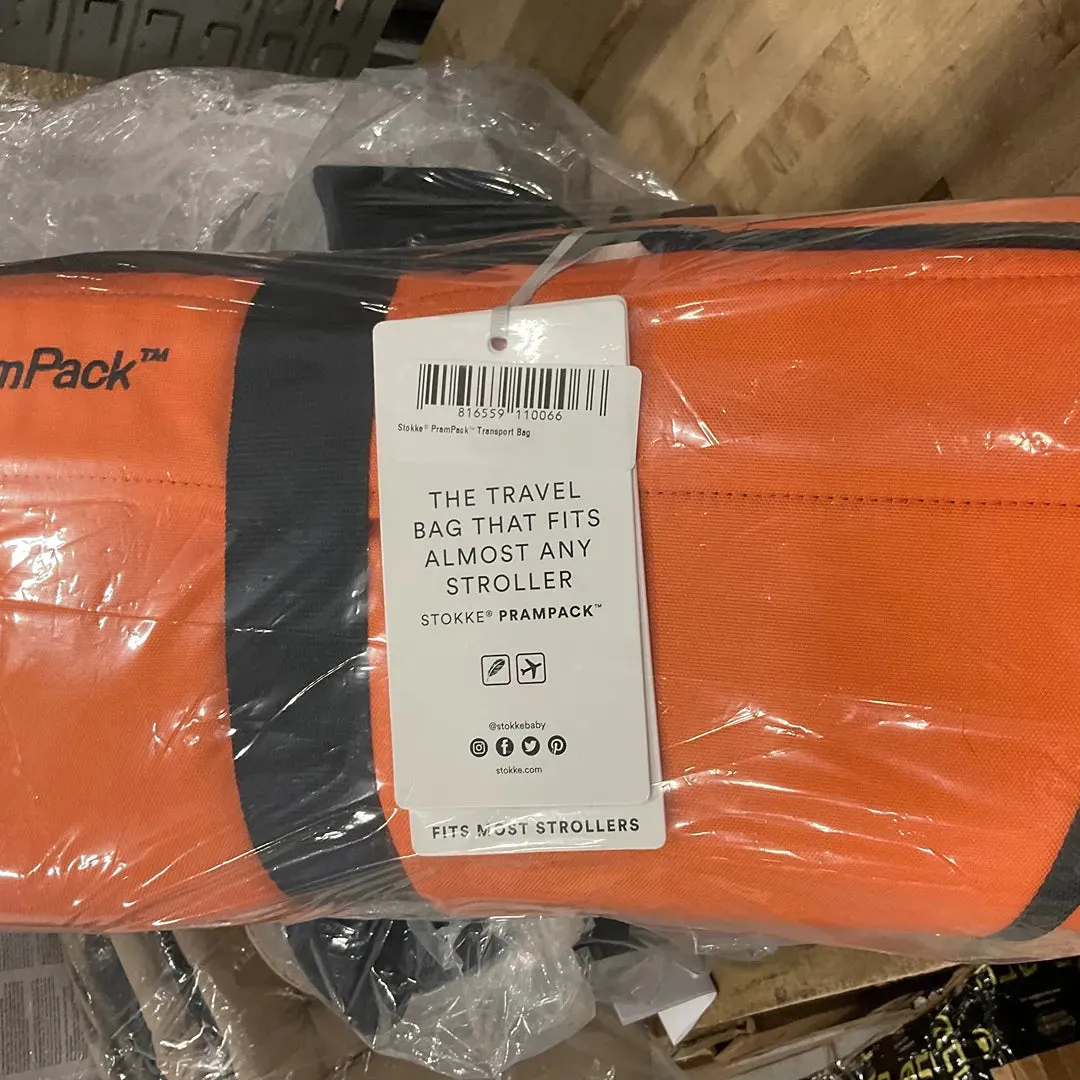 mPack™
816559 110066
Stokke® PramPack™ Transport Bag
THE TRAVEL
BAG THAT FITS
ALMOST ANY
STROLLER
STOKKE® PRAMPACK™
@stokkebaby
stokke.com
FITS MOST STROLLERS